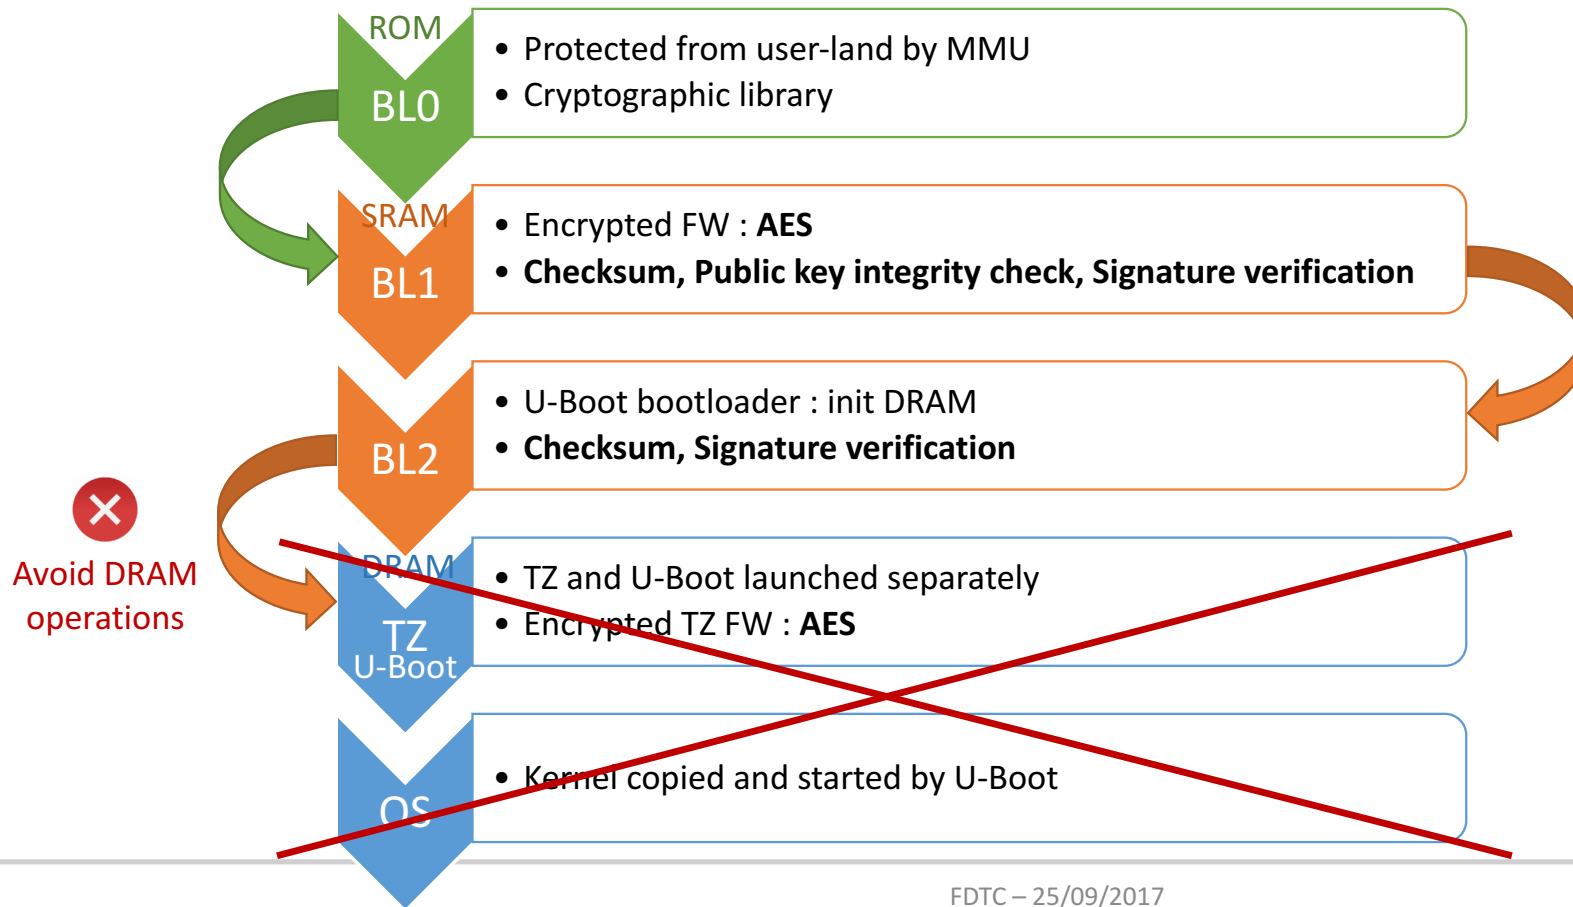 ROM
BL0
• Protected from user-land by MMU
• Cryptographic library
SRAM
BL1
• Encrypted FW : AES
• Checksum, Public key integrity check, Signature verification
BL2
• U-Boot bootloader : init DRAM
• Checksum, Signature verification
Avoid DRAM
operations
DRAM
TZ
U-Boot
• TZ and U-Boot launched separately
• Encrypted TZ FW : AES
OS
• Kernel copied and started by U-Boot
FDTC – 25/09/2017